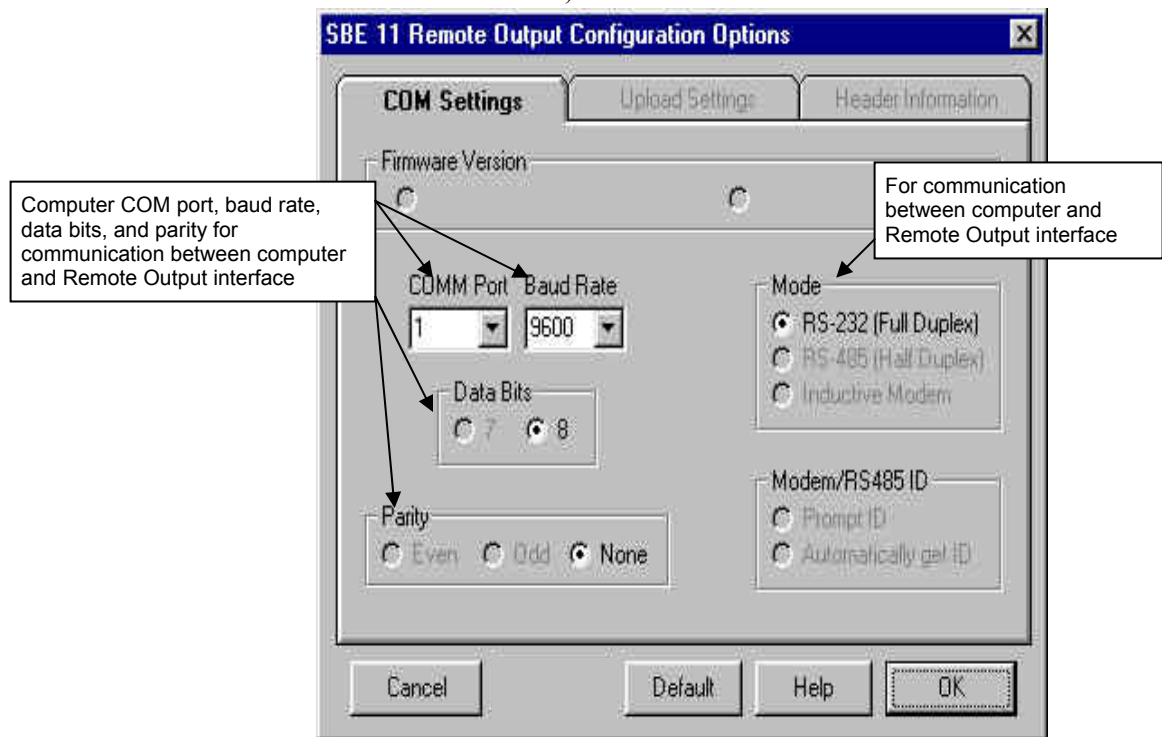 )
SBE 11 Remote Output Configuration Options
COM Settings
Upload Settings
Header Information
Firmware Version
Computer COM port, baud rate,
data bits, and parity for
communication between computer
and Remote Output interface
For communication
between computer and
Remote Output interface
COMM Port
Baud Rate
1
9600
Mode
RS-232 (Full Duplex)
RS-485 (Half Duplex)
Inductive Modem
Data Bits
7
8
Modem/RS485 ID
Prompt ID
Automatically get ID
Parity
Even
Odd
None
Cancel
Default
Help
OK